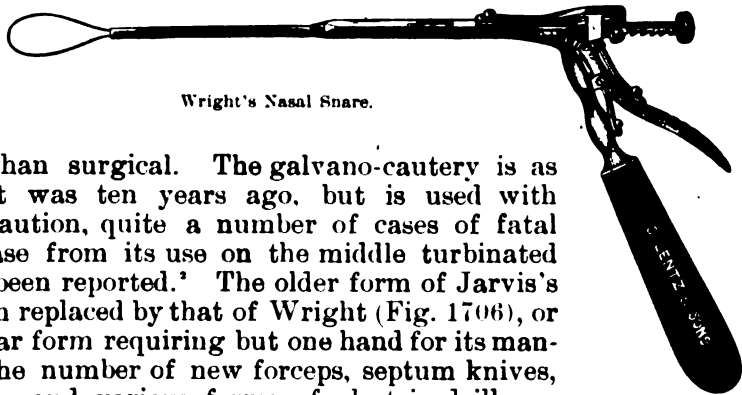 Wright's Nasal Snare.
han surgical. The galvano-cautery is as
t was ten years ago, but is used with
aution, quite a number of cases of fatal
ase from its use on the middle turbinated
been reported.² The older form of Jarvis's
n replaced by that of Wright (Fig. 1706), or
ar form requiring but one hand for its man-
he number of new forceps, septum knives,
LENTZ & SONS